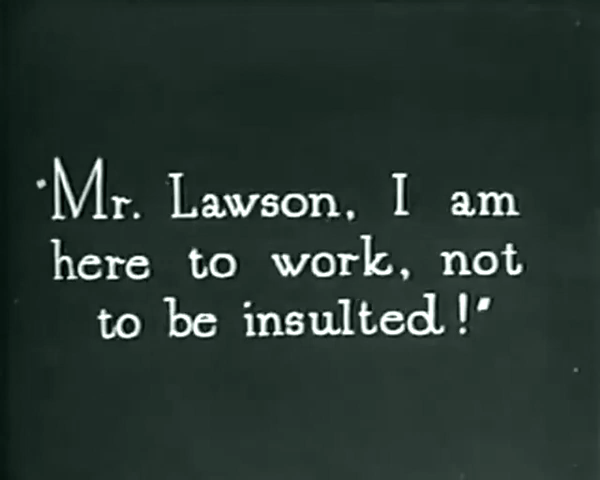 "Mr. Lawson, I am
here to work, not
to be insulted!"